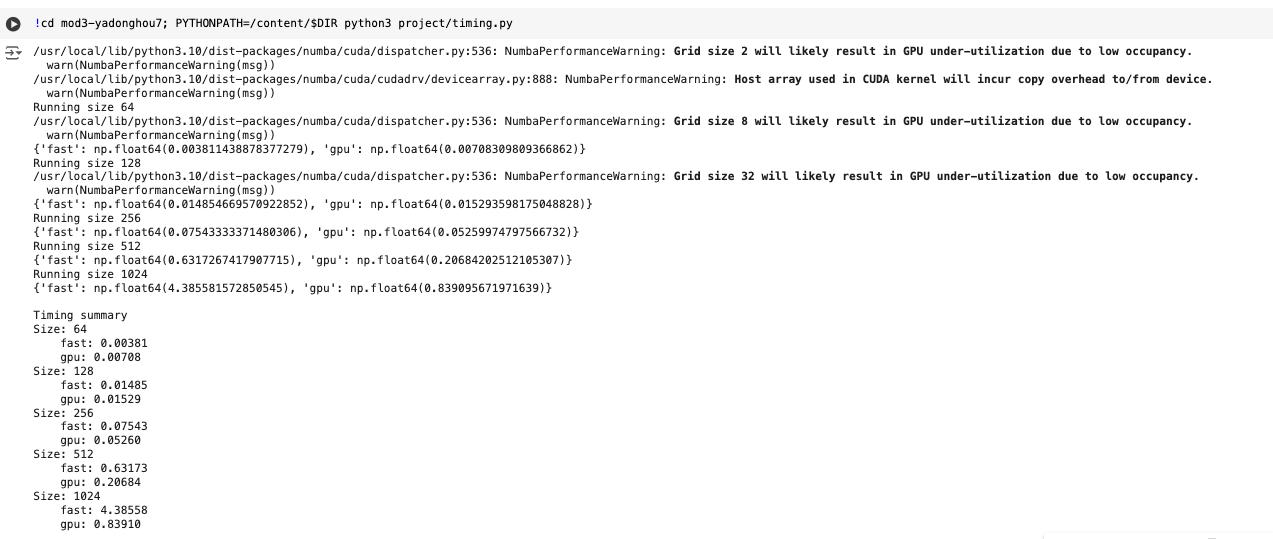 !cd mod3-yadonghou7; PYTHONPATH=/content/$DIR python3 project/timing.py
/usr/local/lib/python3.10/dist-packages/numba/cuda/dispatcher.py:536: NumbaPerformanceWarning: Grid size 2 will likely result in GPU under-utilization due to low occupancy.
  warn(NumbaPerformanceWarning(msg))
/usr/local/lib/python3.10/dist-packages/numba/cuda/cudadrv/devicearray.py:888: NumbaPerformanceWarning: Host array used in CUDA kernel will incur copy overhead to/from device.
  warn(NumbaPerformanceWarning(msg))
Running size 64
/usr/local/lib/python3.10/dist-packages/numba/cuda/dispatcher.py:536: NumbaPerformanceWarning: Grid size 8 will likely result in GPU under-utilization due to low occupancy.
  warn(NumbaPerformanceWarning(msg))
{'fast': np.float64(0.003811438878377279), 'gpu': np.float64(0.00708309809366862)}
Running size 128
/usr/local/lib/python3.10/dist-packages/numba/cuda/dispatcher.py:536: NumbaPerformanceWarning: Grid size 32 will likely result in GPU under-utilization due to low occupancy.
  warn(NumbaPerformanceWarning(msg))
{'fast': np.float64(0.014854669570922852), 'gpu': np.float64(0.015293598175048828)}
Running size 256
{'fast': np.float64(0.07543333371480306), 'gpu': np.float64(0.05259974797566732)}
Running size 512
{'fast': np.float64(0.6317267417907715), 'gpu': np.float64(0.20684202512105307)}
Running size 1024
{'fast': np.float64(4.385581572850545), 'gpu': np.float64(0.839095671971639)}

Timing summary
Size: 64
    fast: 0.00381
    gpu: 0.00708
Size: 128
    fast: 0.01485
    gpu: 0.01529
Size: 256
    fast: 0.07543
    gpu: 0.05260
Size: 512
    fast: 0.63173
    gpu: 0.20684
Size: 1024
    fast: 4.38558
    gpu: 0.83910